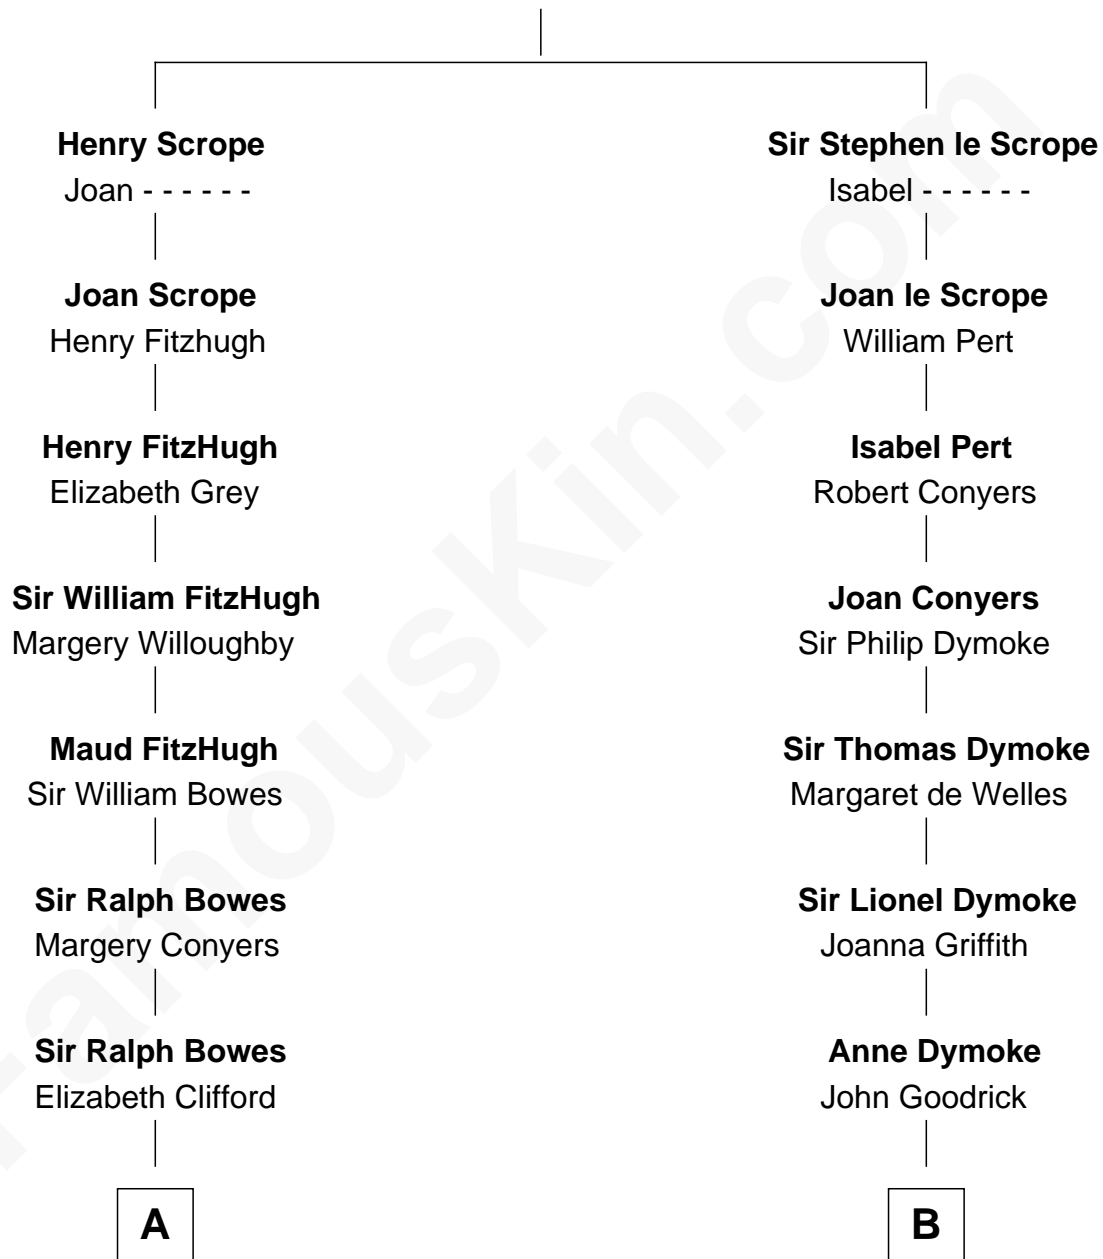 Henry Scrope
Joan - - - - - -
Joan Scrope
Henry Fitzhugh
Henry FitzHugh
Elizabeth Grey
Sir William FitzHugh
Margery Willoughby
Maud FitzHugh
Sir William Bowes
Sir Ralph Bowes
Margery Conyers
Sir Ralph Bowes
Elizabeth Clifford
A
Sir Stephen le Scrope
Isabel - - - - - -
Joan le Scrope
William Pert
Isabel Pert
Robert Conyers
Joan Conyers
Sir Philip Dymoke
Sir Thomas Dymoke
Margaret de Welles
Sir Lionel Dymoke
Joanna Griffith
Anne Dymoke
John Goodrick
B
FamousKin.com